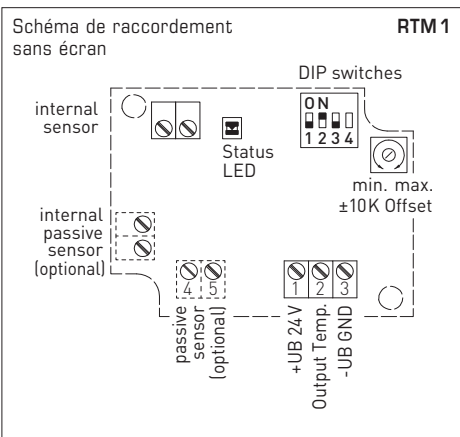 Schéma de raccordement
sans écran
RTM 1
DIP switches
internal
sensor
ON
1 2 3 4
Status
LED
min. max.
±10K Offset
internal
passive
sensor
(optional)
4 5
1 2 3
passive
sensor
(optional)
+UB 24 V
Output Temp.
-UB GND